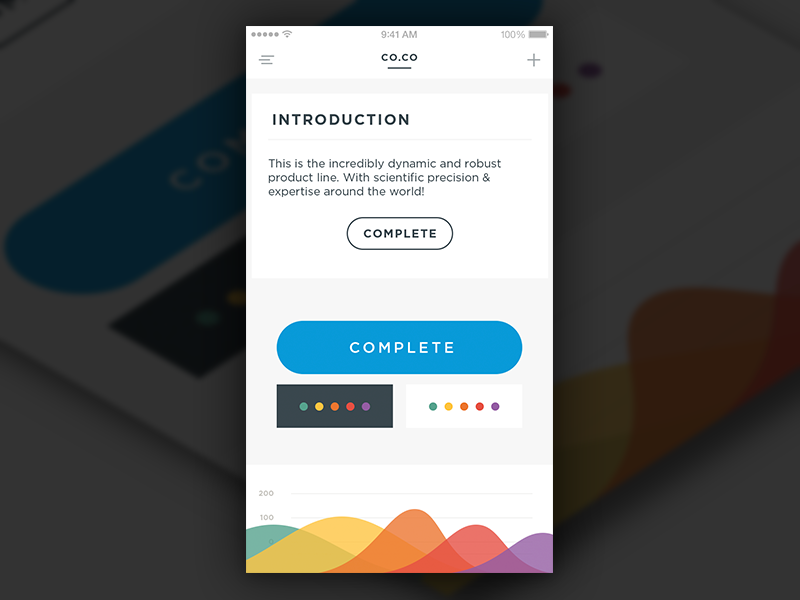 9:41 AM
100%
CO.CO
INTRODUCTION
This is the incredibly dynamic and robust
product line. With scientific precision &
expertise around the world!
COMPLETE
COMPLETE
200
100
0